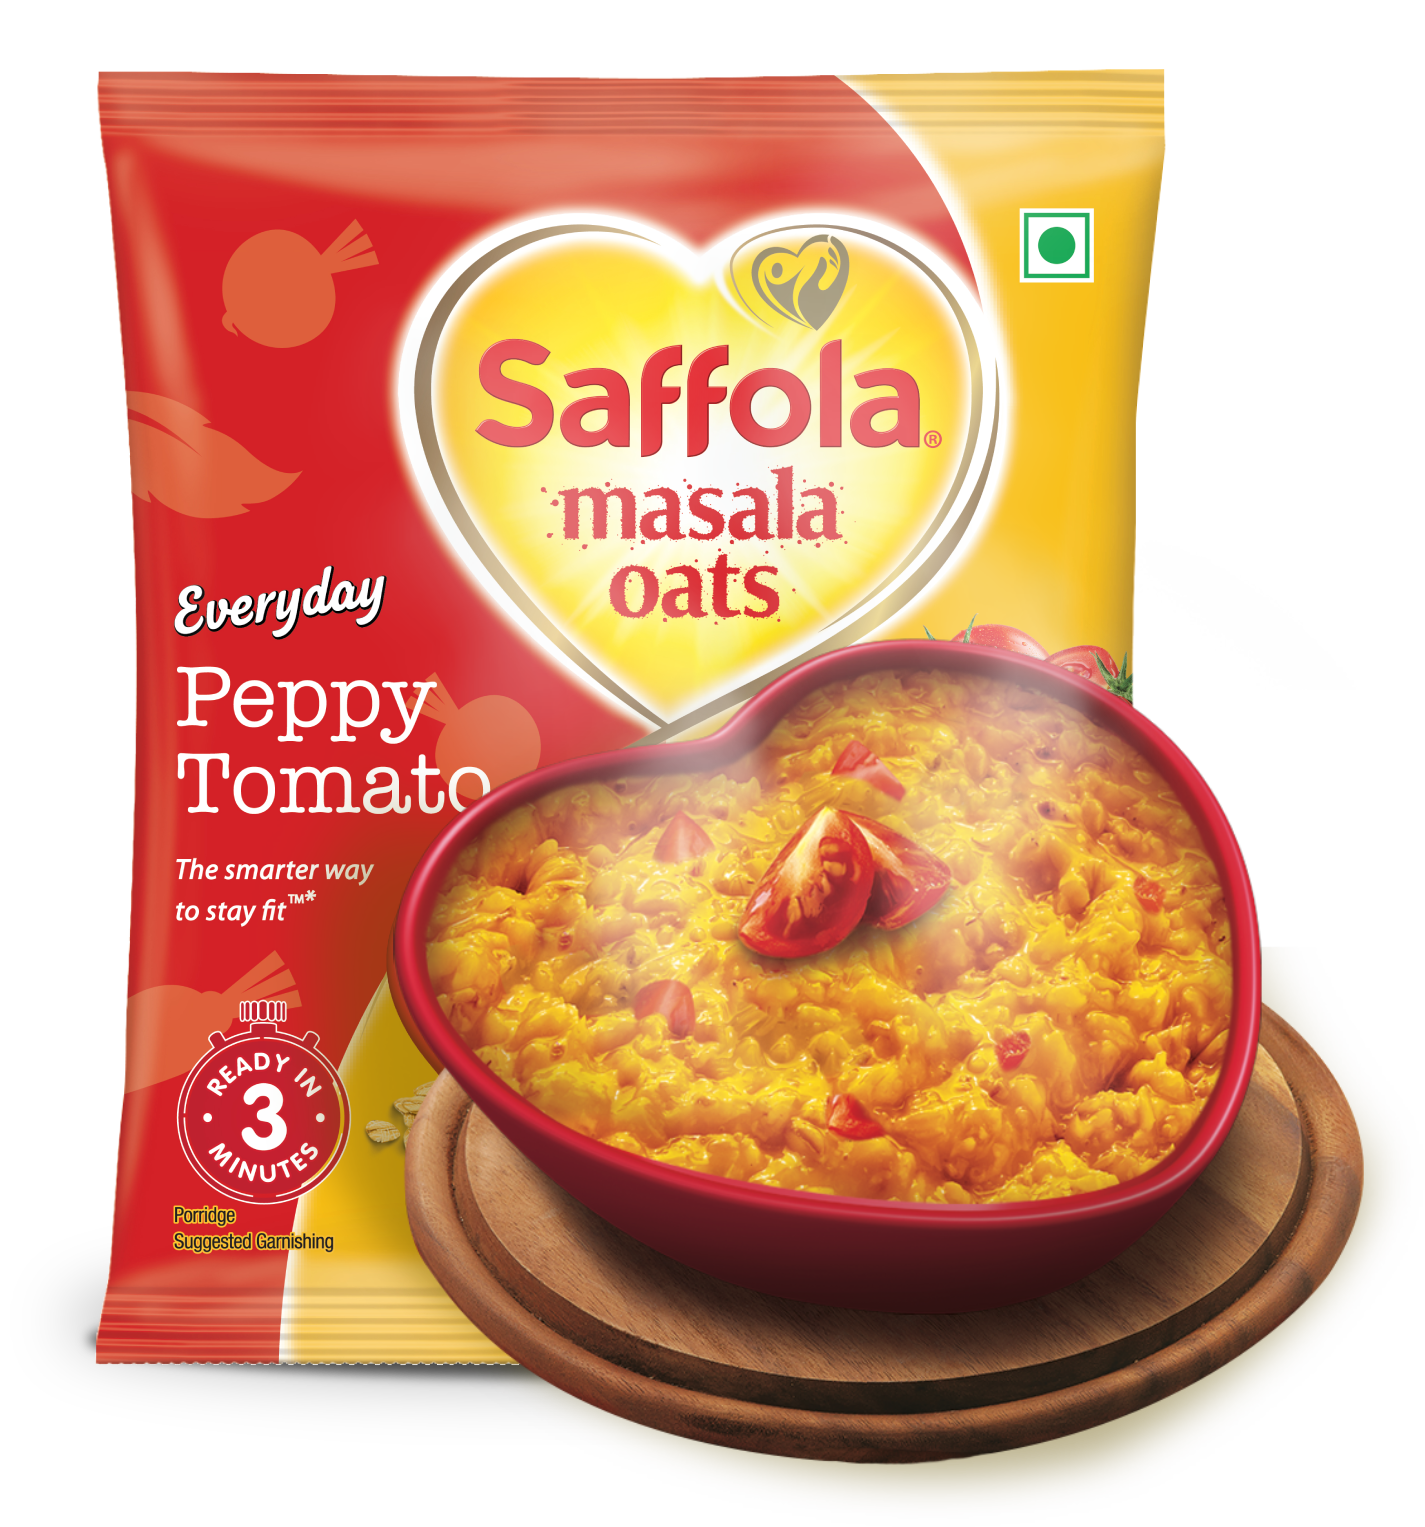 Saffola®
masala
oats
Everyday
Peppy
Tomato
The smarter way
to stay fit™*
READY IN
3
MINUTES
Porridge
Suggested Garnishing